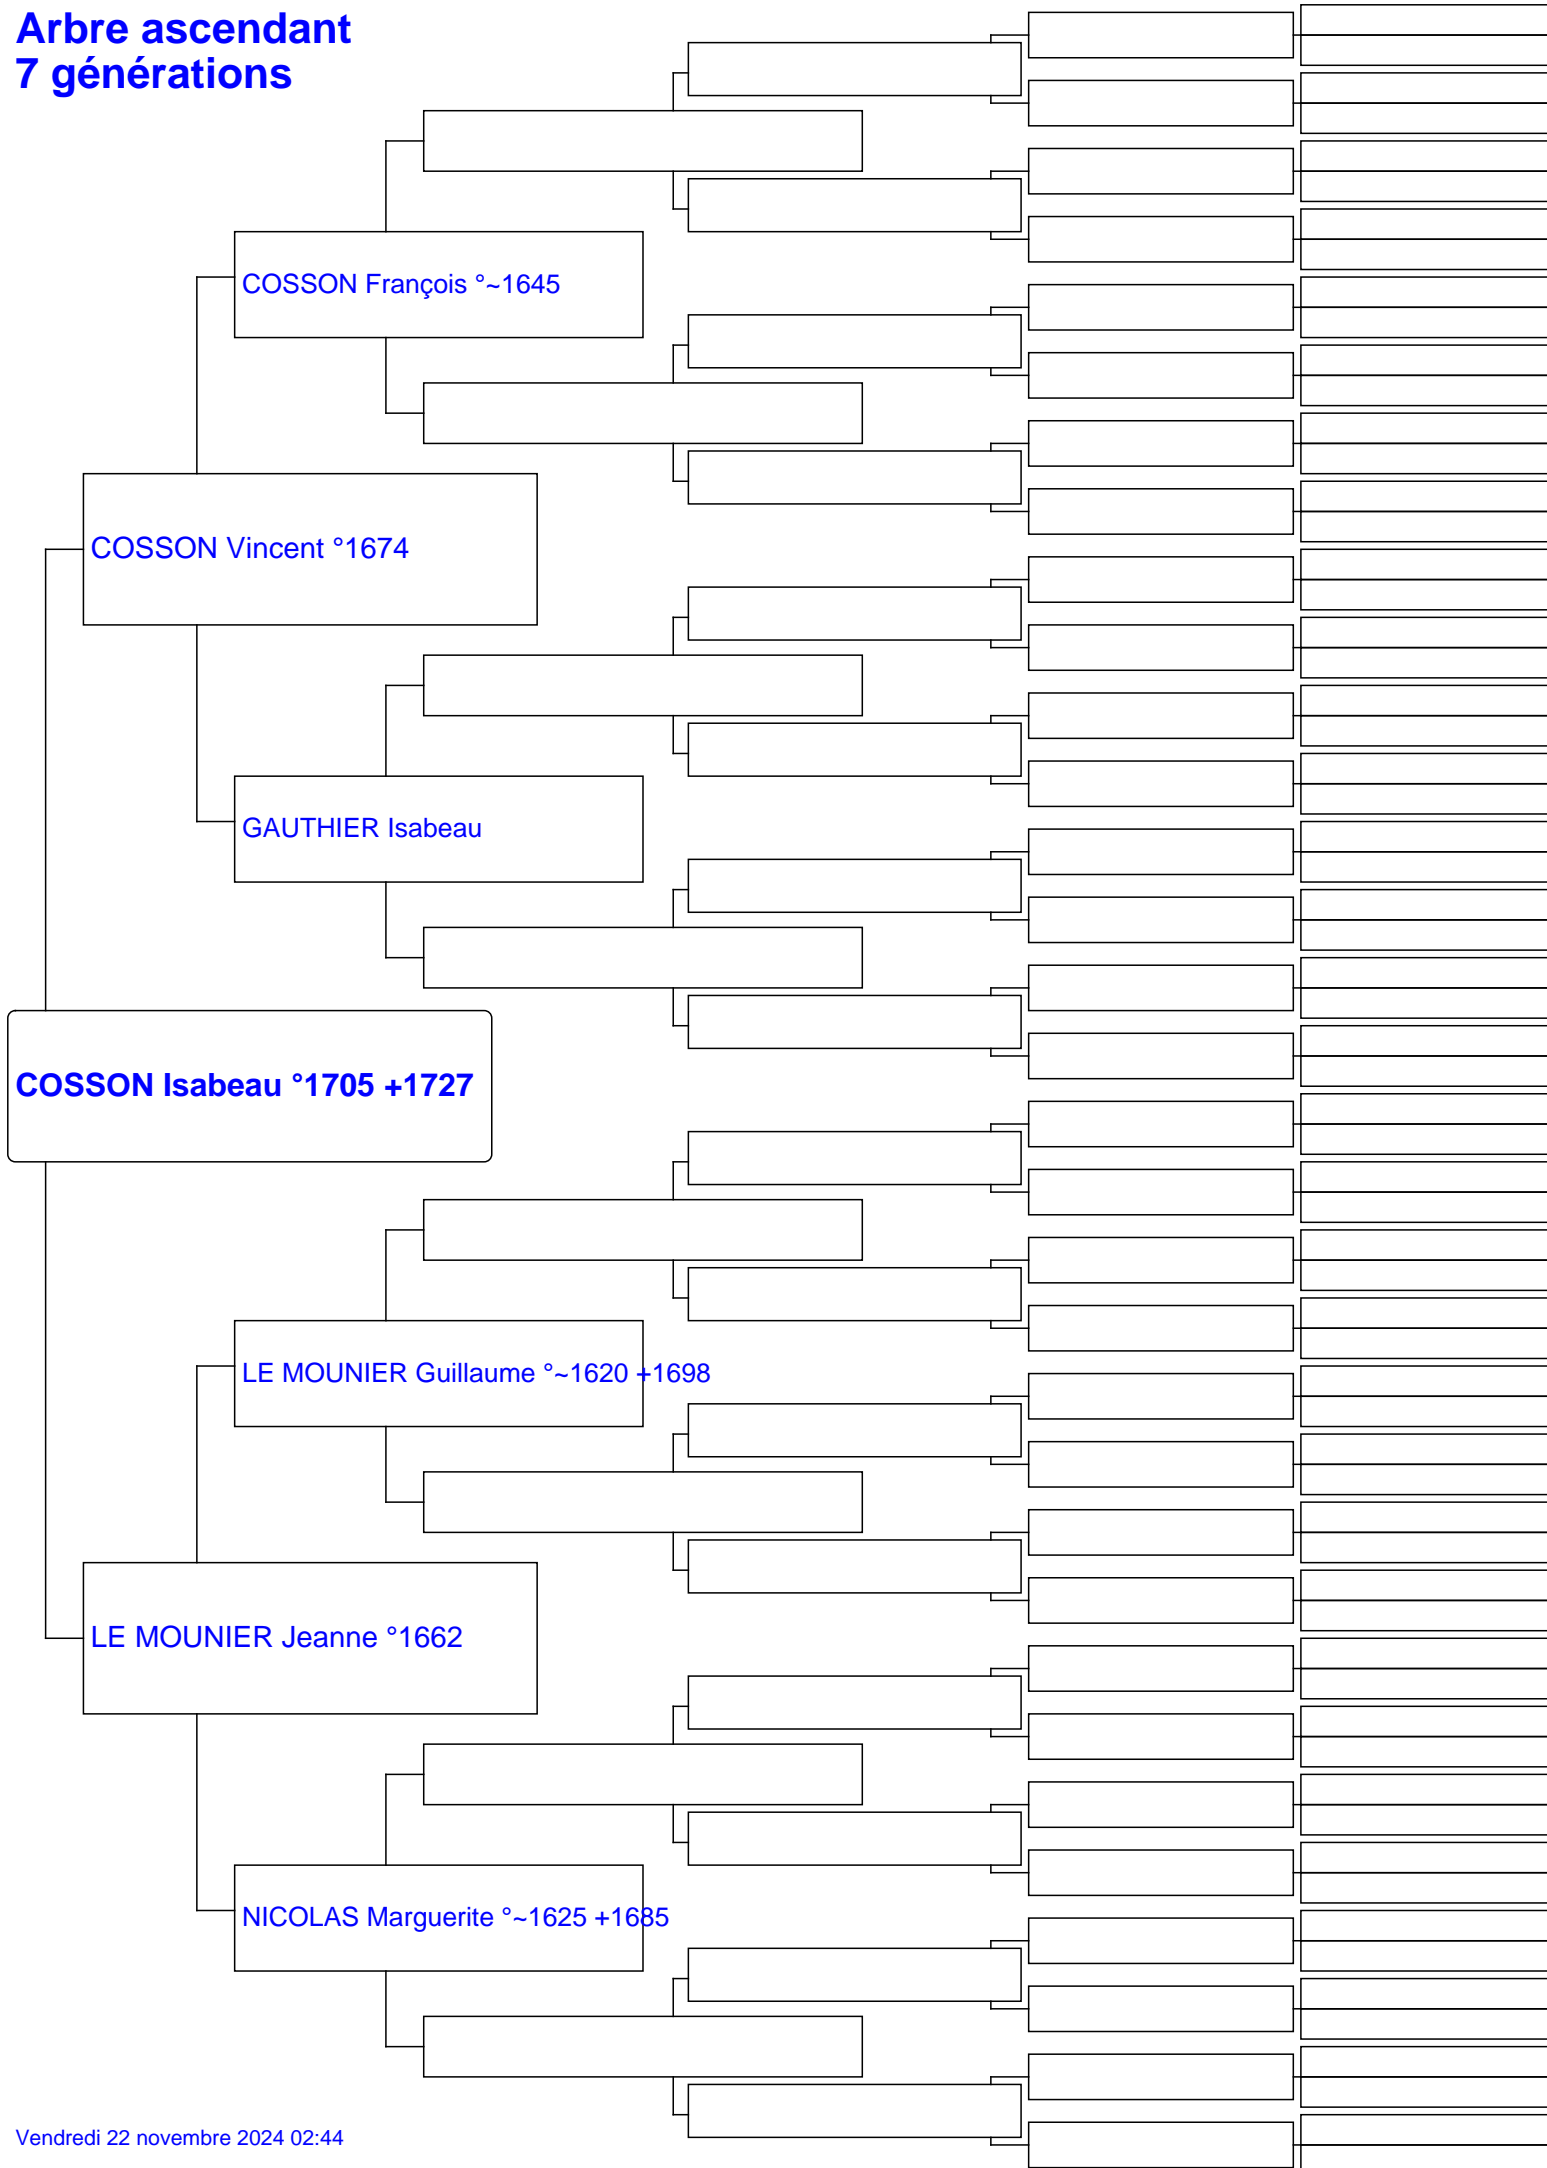 Arbre ascendant
7 générations
COSSON François °~1645
COSSON Vincent °1674
GAUTHIER Isabeau
COSSON Isabeau °1705 +1727
LE MOUNIER Guillaume °~1620 +1698
LE MOUNIER Jeanne °1662
NICOLAS Marguerite °~1625 +1685
Vendredi 22 novembre 2024 02:44